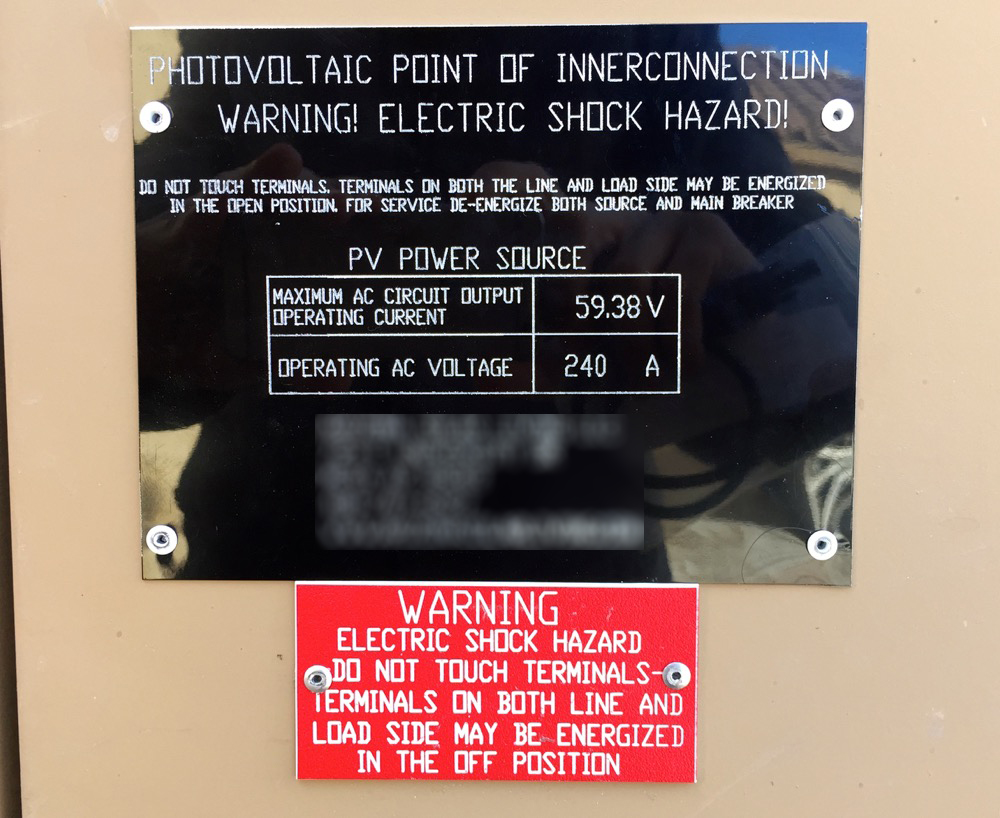 PHOTOVOLTAIC POINT OF INNERCONNECTION
WARNING! ELECTRIC SHOCK HAZARD!
DO NOT TOUCH TERMINALS. TERMINALS ON BOTH THE LINE AND LOAD SIDE MAY BE ENERGIZED
IN THE OPEN POSITION. FOR SERVICE DE-ENERGIZE BOTH SOURCE AND MAIN BREAKER
PV POWER SOURCE
MAXIMUM AC CIRCUIT OUTPUT
OPERATING CURRENT
59.38 V
OPERATING AC VOLTAGE
240 A
WARNING
ELECTRIC SHOCK HAZARD
-DO NOT TOUCH TERMINALS-
TERMINALS ON BOTH LINE AND
LOAD SIDE MAY BE ENERGIZED
IN THE OFF POSITION